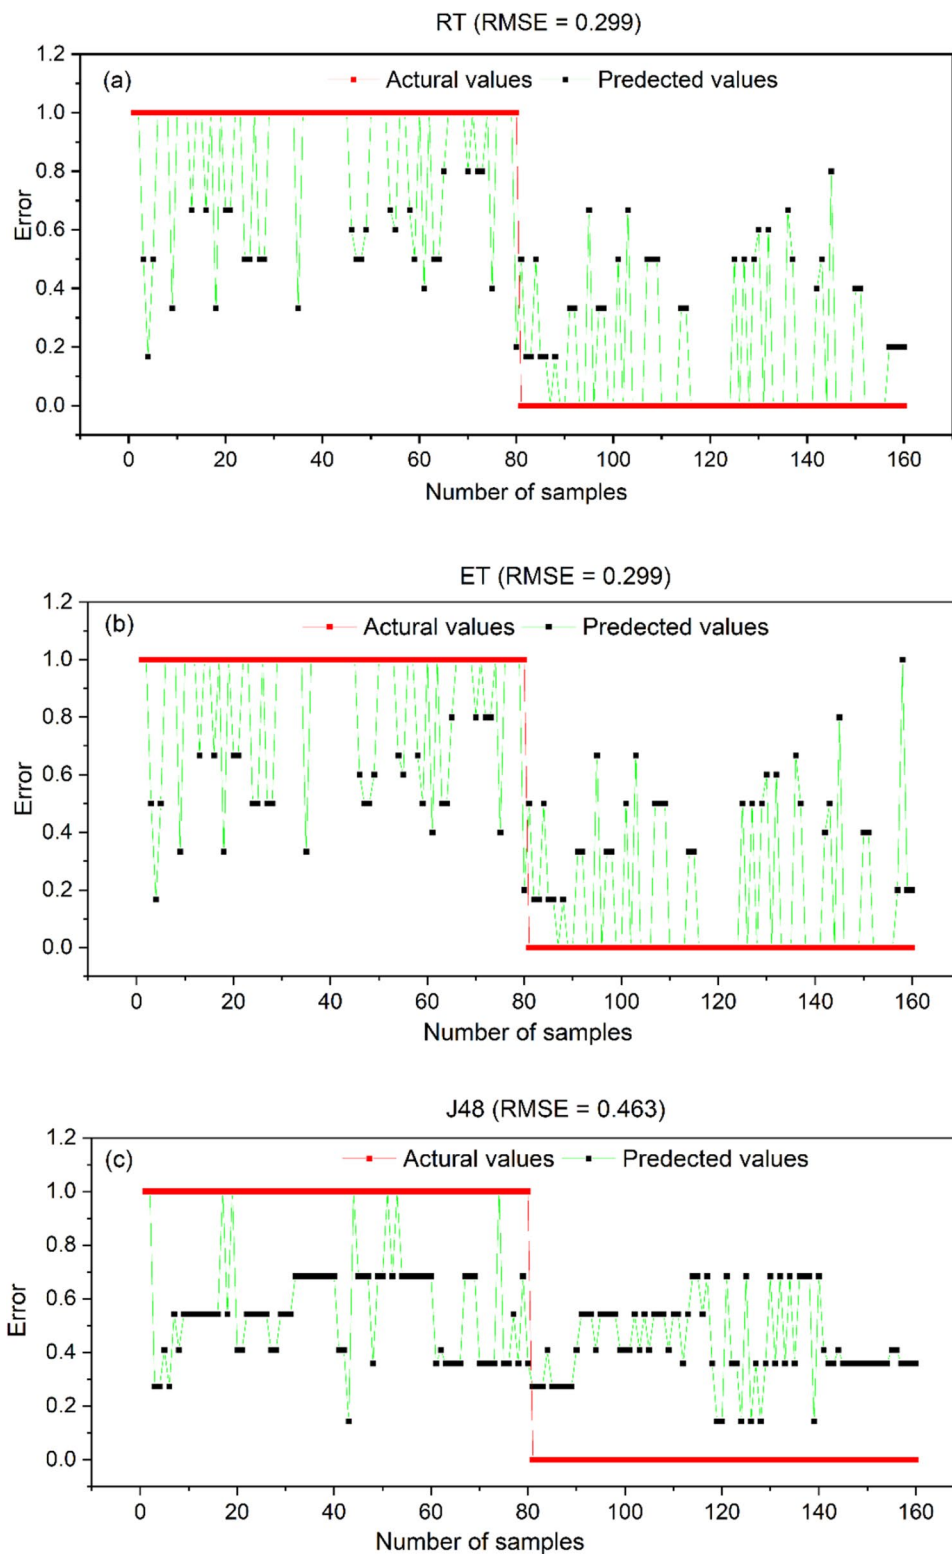 RT (RMSE = 0.299)
1.2
(a)
Actural values
Predected values
1.0
0.8
0.6
0.4
0.2
0.0
Error
0 20 40 60 80 100 120 140 160
Number of samples
ET (RMSE = 0.299)
1.2
(b)
Actural values
Predected values
1.0
0.8
0.6
0.4
0.2
0.0
Error
0 20 40 60 80 100 120 140 160
Number of samples
J48 (RMSE = 0.463)
1.2
(c)
Actural values
Predected values
1.0
0.8
0.6
0.4
0.2
0.0
Error
0 20 40 60 80 100 120 140 160
Number of samples